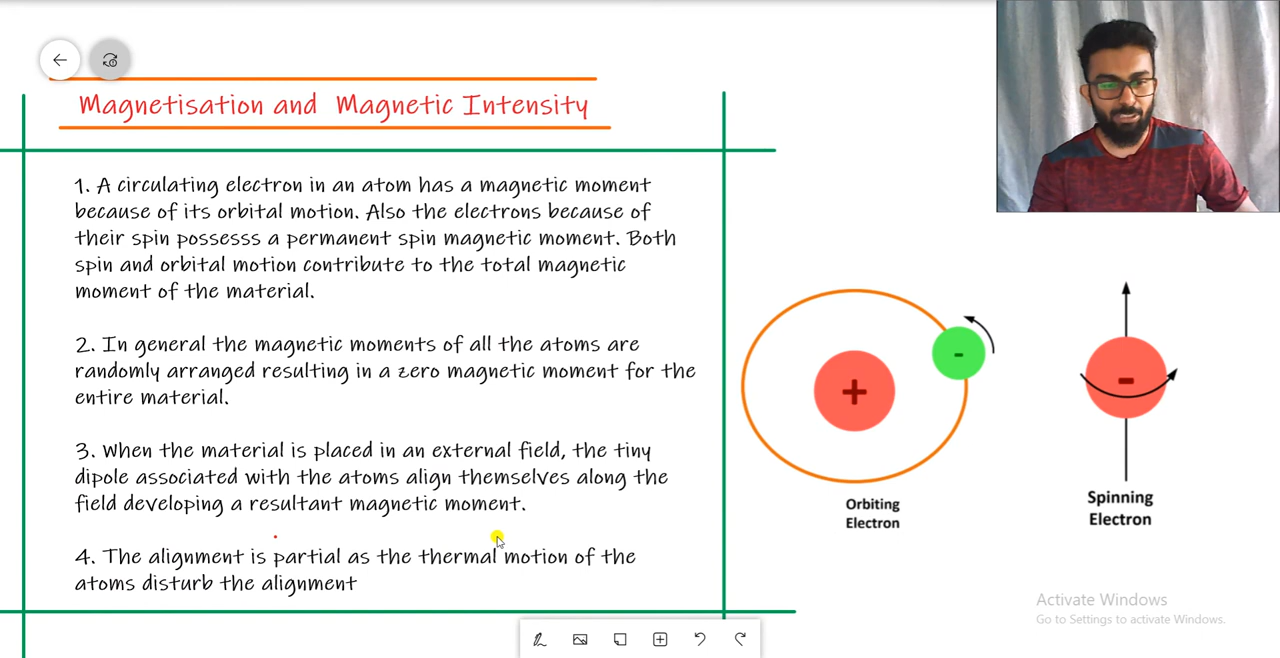 Magnetisation and Magnetic Intensity
1. A circulating electron in an atom has a magnetic moment
because of its orbital motion. Also the electrons because of
their spin possesss a permanent spin magnetic moment. Both
spin and orbital motion contribute to the total magnetic
moment of the material.
2. In general the magnetic moments of all the atoms are
randomly arranged resulting in a zero magnetic moment for the
entire material.
3. When the material is placed in an external field, the tiny
dipole associated with the atoms align themselves along the
field developing a resultant magnetic moment.
4. The alignment is partial as the thermal motion of the
atoms disturb the alignment
+
-
Orbiting
Electron
-
Spinning
Electron
Activate Windows
Go to Settings to activate Windows.